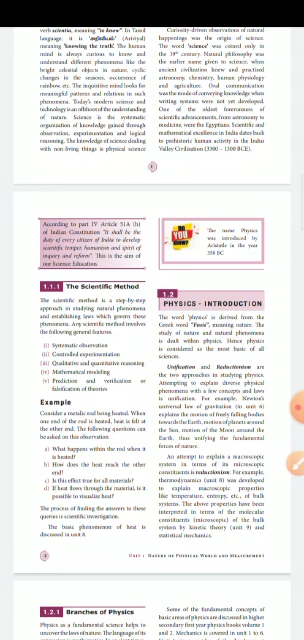 verb scientia, meaning "to know". In Tamil
language, it is 'அறிவியல்' (Ariviyal)
meaning 'knowing the truth'. The human
mind is always curious to know and
understand different phenomena like the
bright celestial objects in nature, cyclic
changes in the seasons, occurrence of
rainbow, etc. The inquisitive mind looks for
meaningful patterns and relations in such
phenomena. Today's modern science and
technology is an offshoot of the understanding
of nature. Science is the systematic
organization of knowledge gained through
observation, experimentation and logical
reasoning. The knowledge of science dealing
with non-living things is physical science
Curiosity-driven observations of natural
happenings was the origin of science.
The word 'science' was coined only in
the 19th century. Natural philosophy was
the earlier name given to science, when
ancient civilization knew and practised
astronomy, chemistry, human physiology
and agriculture. Oral communication
was the mode of conveying knowledge when
writing systems were not yet developed.
One of the oldest forerunners of
scientific advancements, from astronomy to
medicine, were the Egyptians. Scientific and
mathematical excellence in India dates back
to prehistoric human activity in the Indus
Valley Civilization (3300 – 1300 BCE).
1
According to part IV Article 51A (h)
of Indian Constitution "It shall be the
duty of every citizen of India to develop
scientific temper, humanism and spirit of
inquiry and reform". This is the aim of
our Science Education.
1.1.1 The Scientific Method
The scientific method is a step-by-step
approach in studying natural phenomena
and establishing laws which govern these
phenomena. Any scientific method involves
the following general features.
(i) Systematic observation
(ii) Controlled experimentation
(iii) Qualitative and quantitative reasoning
(iv) Mathematical modeling
(v) Prediction and verification or
falsification of theories
Example
Consider a metalic rod being heated. When
one end of the rod is heated, heat is felt at
the other end. The following questions can
be asked on this observation
a) What happens within the rod when it
is heated?
b) How does the heat reach the other
end?
c) Is this effect true for all materials?
d) If heat flows through the material, is it
possible to visualize heat?
The process of finding the answers to these
queries is scientific investigation.
The basic phenomenon of heat is
discussed in unit 8.
DO YOU KNOW?
The name Physics
was introduced by
Aristotle in the year
350 BC
1.2
PHYSICS - INTRODUCTION
The word 'physics' is derived from the
Greek word "Fusis", meaning nature. The
study of nature and natural phenomena
is dealt within physics. Hence physics
is considered as the most basic of all
sciences.
Unification and Reductionism are
the two approaches in studying physics.
Attempting to explain diverse physical
phenomena with a few concepts and laws
is unification. For example, Newton's
universal law of gravitation (in unit 6)
explains the motion of freely falling bodies
towards the Earth, motion of planets around
the Sun, motion of the Moon around the
Earth, thus unifying the fundamental
forces of nature.
An attempt to explain a macroscopic
system in terms of its microscopic
constituents is reductionism. For example,
thermodynamics (unit 8) was developed
to explain macroscopic properties
like temperature, entropy, etc., of bulk
systems. The above properties have been
interpreted in terms of the molecular
constituents (microscopic) of the bulk
system by kinetic theory (unit 9) and
statistical mechanics.
2
UNIT 1 NATURE OF PHYSICAL WORLD AND MEASUREMENT
1.2.1 Branches of Physics
Physics as a fundamental science helps to
uncover the laws of nature. The language of its
Some of the fundamental concepts of
basic areas of physics are discussed in higher
secondary first year physics books volume 1
and 2. Mechanics is covered in unit 1 to 6.